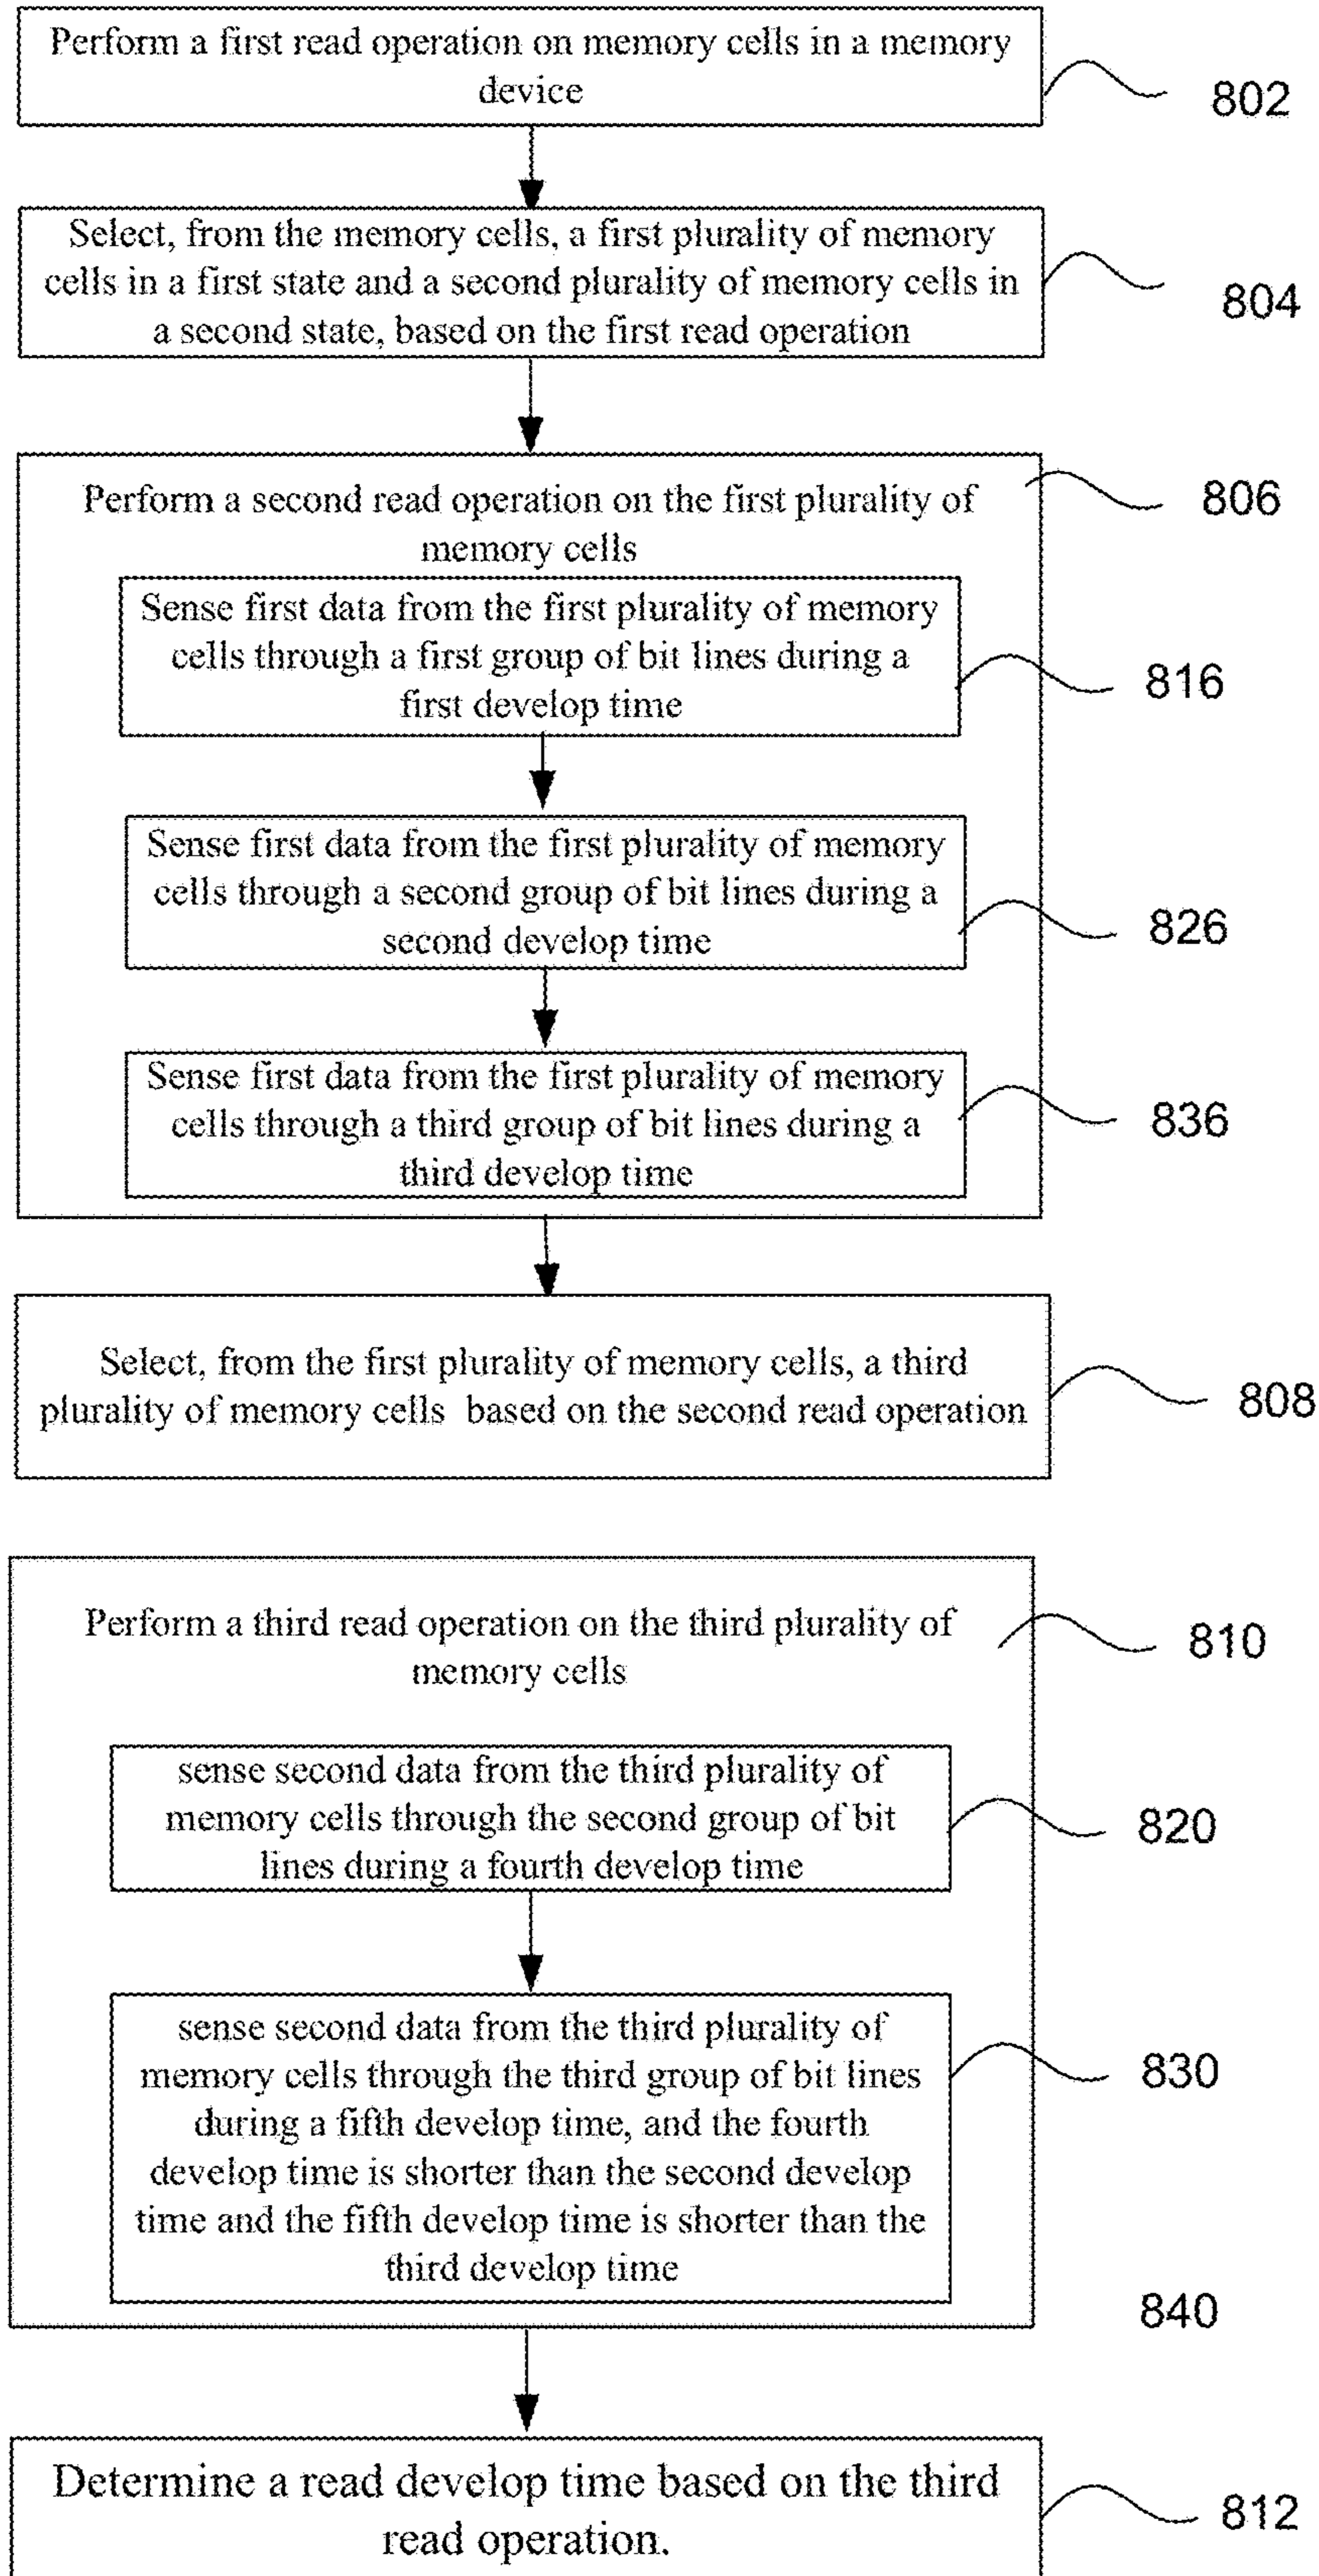 Perform a first read operation on memory cells in a memory
device
802
Select, from the memory cells, a first plurality of memory
cells in a first state and a second plurality of memory cells in
a second state, based on the first read operation
804
Perform a second read operation on the first plurality of
memory cells
806
Sense first data from the first plurality of memory
cells through a first group of bit lines during a
first develop time
816
Sense first data from the first plurality of memory
cells through a second group of bit lines during a
second develop time
826
Sense first data from the first plurality of memory
cells through a third group of bit lines during a
third develop time
836
Select, from the first plurality of memory cells, a third
plurality of memory cells based on the second read operation
808
Perform a third read operation on the third plurality of
memory cells
810
sense second data from the third plurality of
memory cells through the second group of bit
lines during a fourth develop time
820
sense second data from the third plurality of
memory cells through the third group of bit lines
during a fifth develop time, and the fourth
develop time is shorter than the second develop
time and the fifth develop time is shorter than the
third develop time
830
840
Determine a read develop time based on the third
read operation.
812